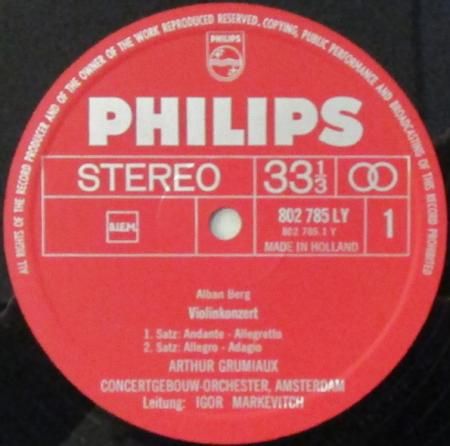 ALL RIGHTS OF THE RECORD PRODUCER AND OF THE OWNER OF THE WORK REPRODUCED RESERVED, COPYING, PUBLIC PERFORMANCE AND BROADCASTING OF THIS RECORD PROHIBITED
PHILIPS
PHILIPS
STEREO 33 1/3
B.I.E.M. 802 785 LY 1
802 785.1 Y
MADE IN HOLLAND
Alban Berg
Violinkonzert
1. Satz: Andante - Allegretto
2. Satz: Allegro - Adagio
ARTHUR GRUMIAUX
CONCERTGEBOUW-ORCHESTER, AMSTERDAM
Leitung: IGOR MARKEVITCH